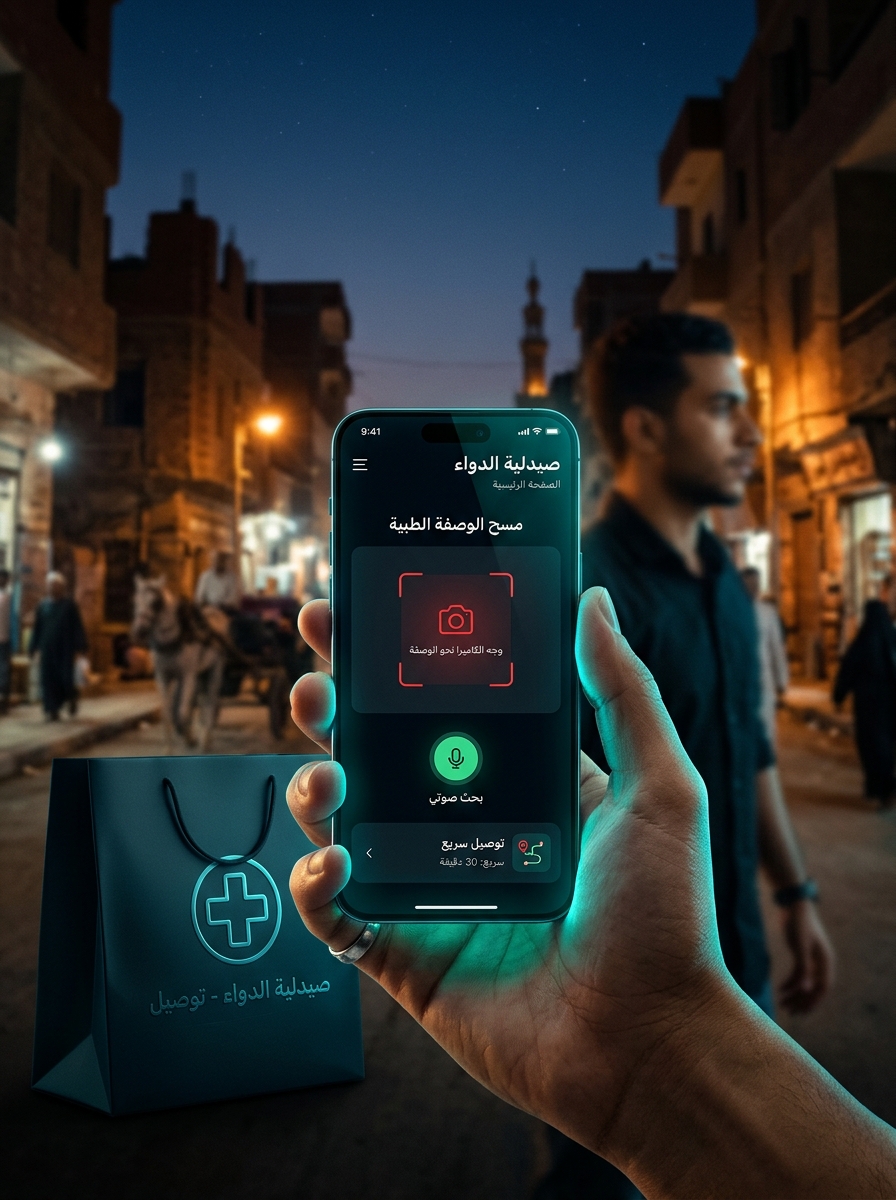 9:41
صيدلية الدواء
الصفحة الرئيسية
مسح الوصفة الطبية
وجه الكاميرا نحو الوصفة
بحث صوتي
توصيل سريع
سريع: 30 دقيقة
صيدلية الدواء - توصيل